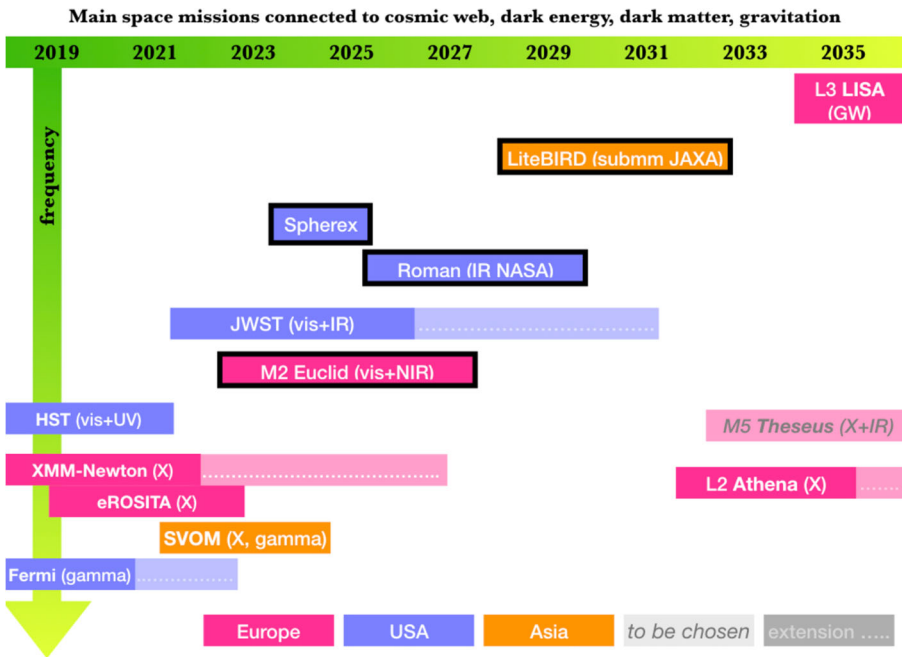 Main space missions connected to cosmic web, dark energy, dark matter, gravitation
2019 2021 2023 2025 2027 2029 2031 2033 2035
frequency
L3 LISA
(GW)
LiteBIRD (submm JAXA)
Spherex
Roman (IR NASA)
JWST (vis+IR)
M2 Euclid (vis+NIR)
HST (vis+UV)
M5 Theseus (X+IR)
XMM-Newton (X)
L2 Athena (X)
eROSITA (X)
SVOM (X, gamma)
Fermi (gamma)
Europe USA Asia to be chosen extension .....